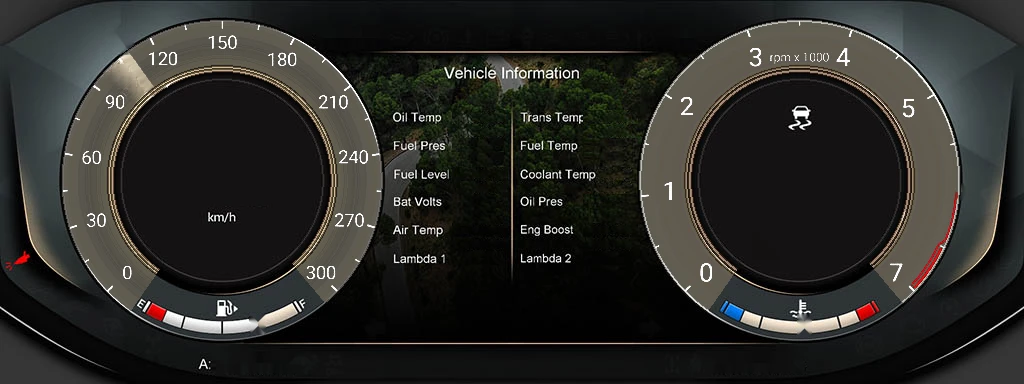 150
120
180
90
210
60
240
30
270
0
300
km/h
E
F
A:
Vehicle Information
Oil Temp
Fuel Pres
Fuel Level
Bat Volts
Air Temp
Lambda 1
Trans Temp
Fuel Temp
Coolant Temp
Oil Pres
Eng Boost
Lambda 2
3 rpm x 1000 4
2
5
1
0
7